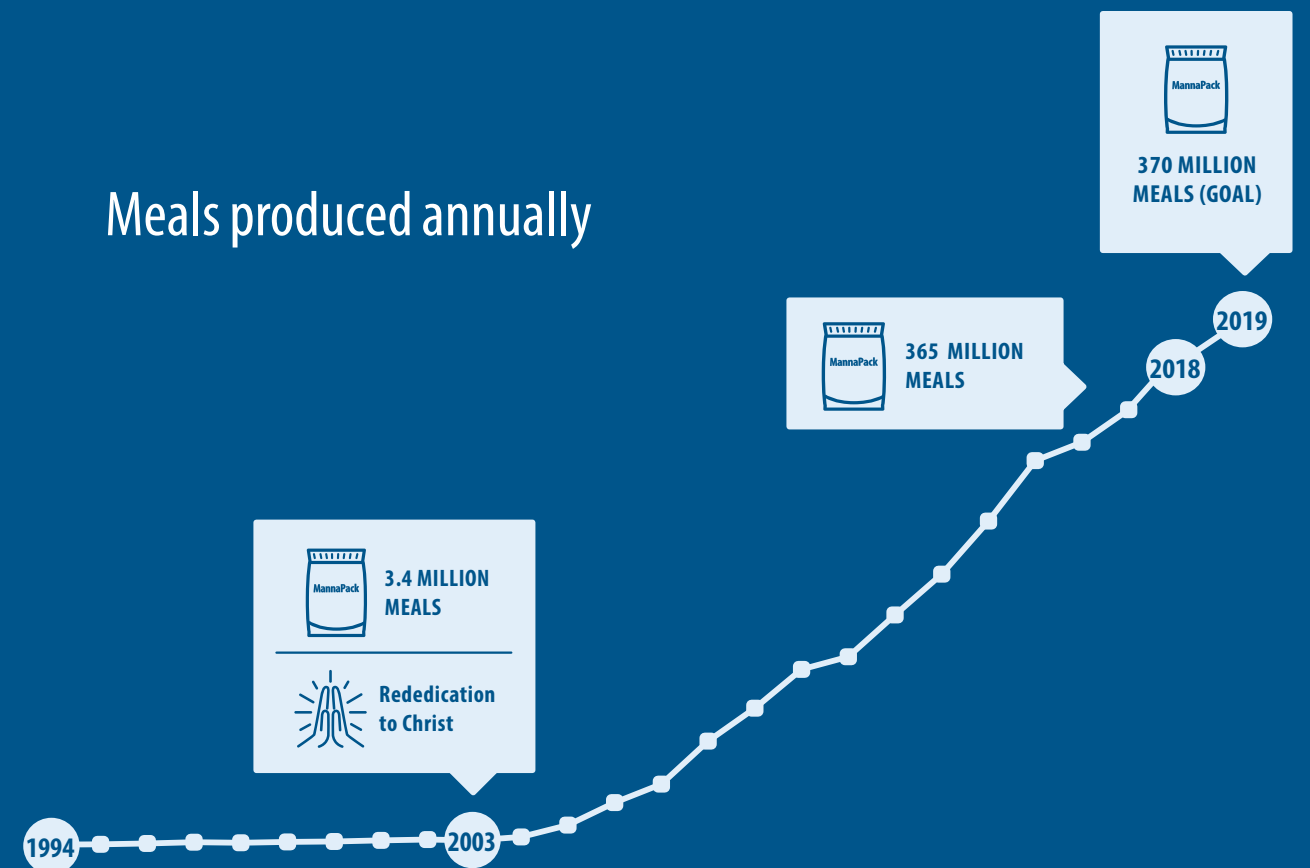 MannaPack
370 MILLION
MEALS (GOAL)
Meals produced annually
2019
MannaPack
365 MILLION
MEALS
2018
MannaPack
3.4 MILLION
MEALS
Rededication
to Christ
1994
2003